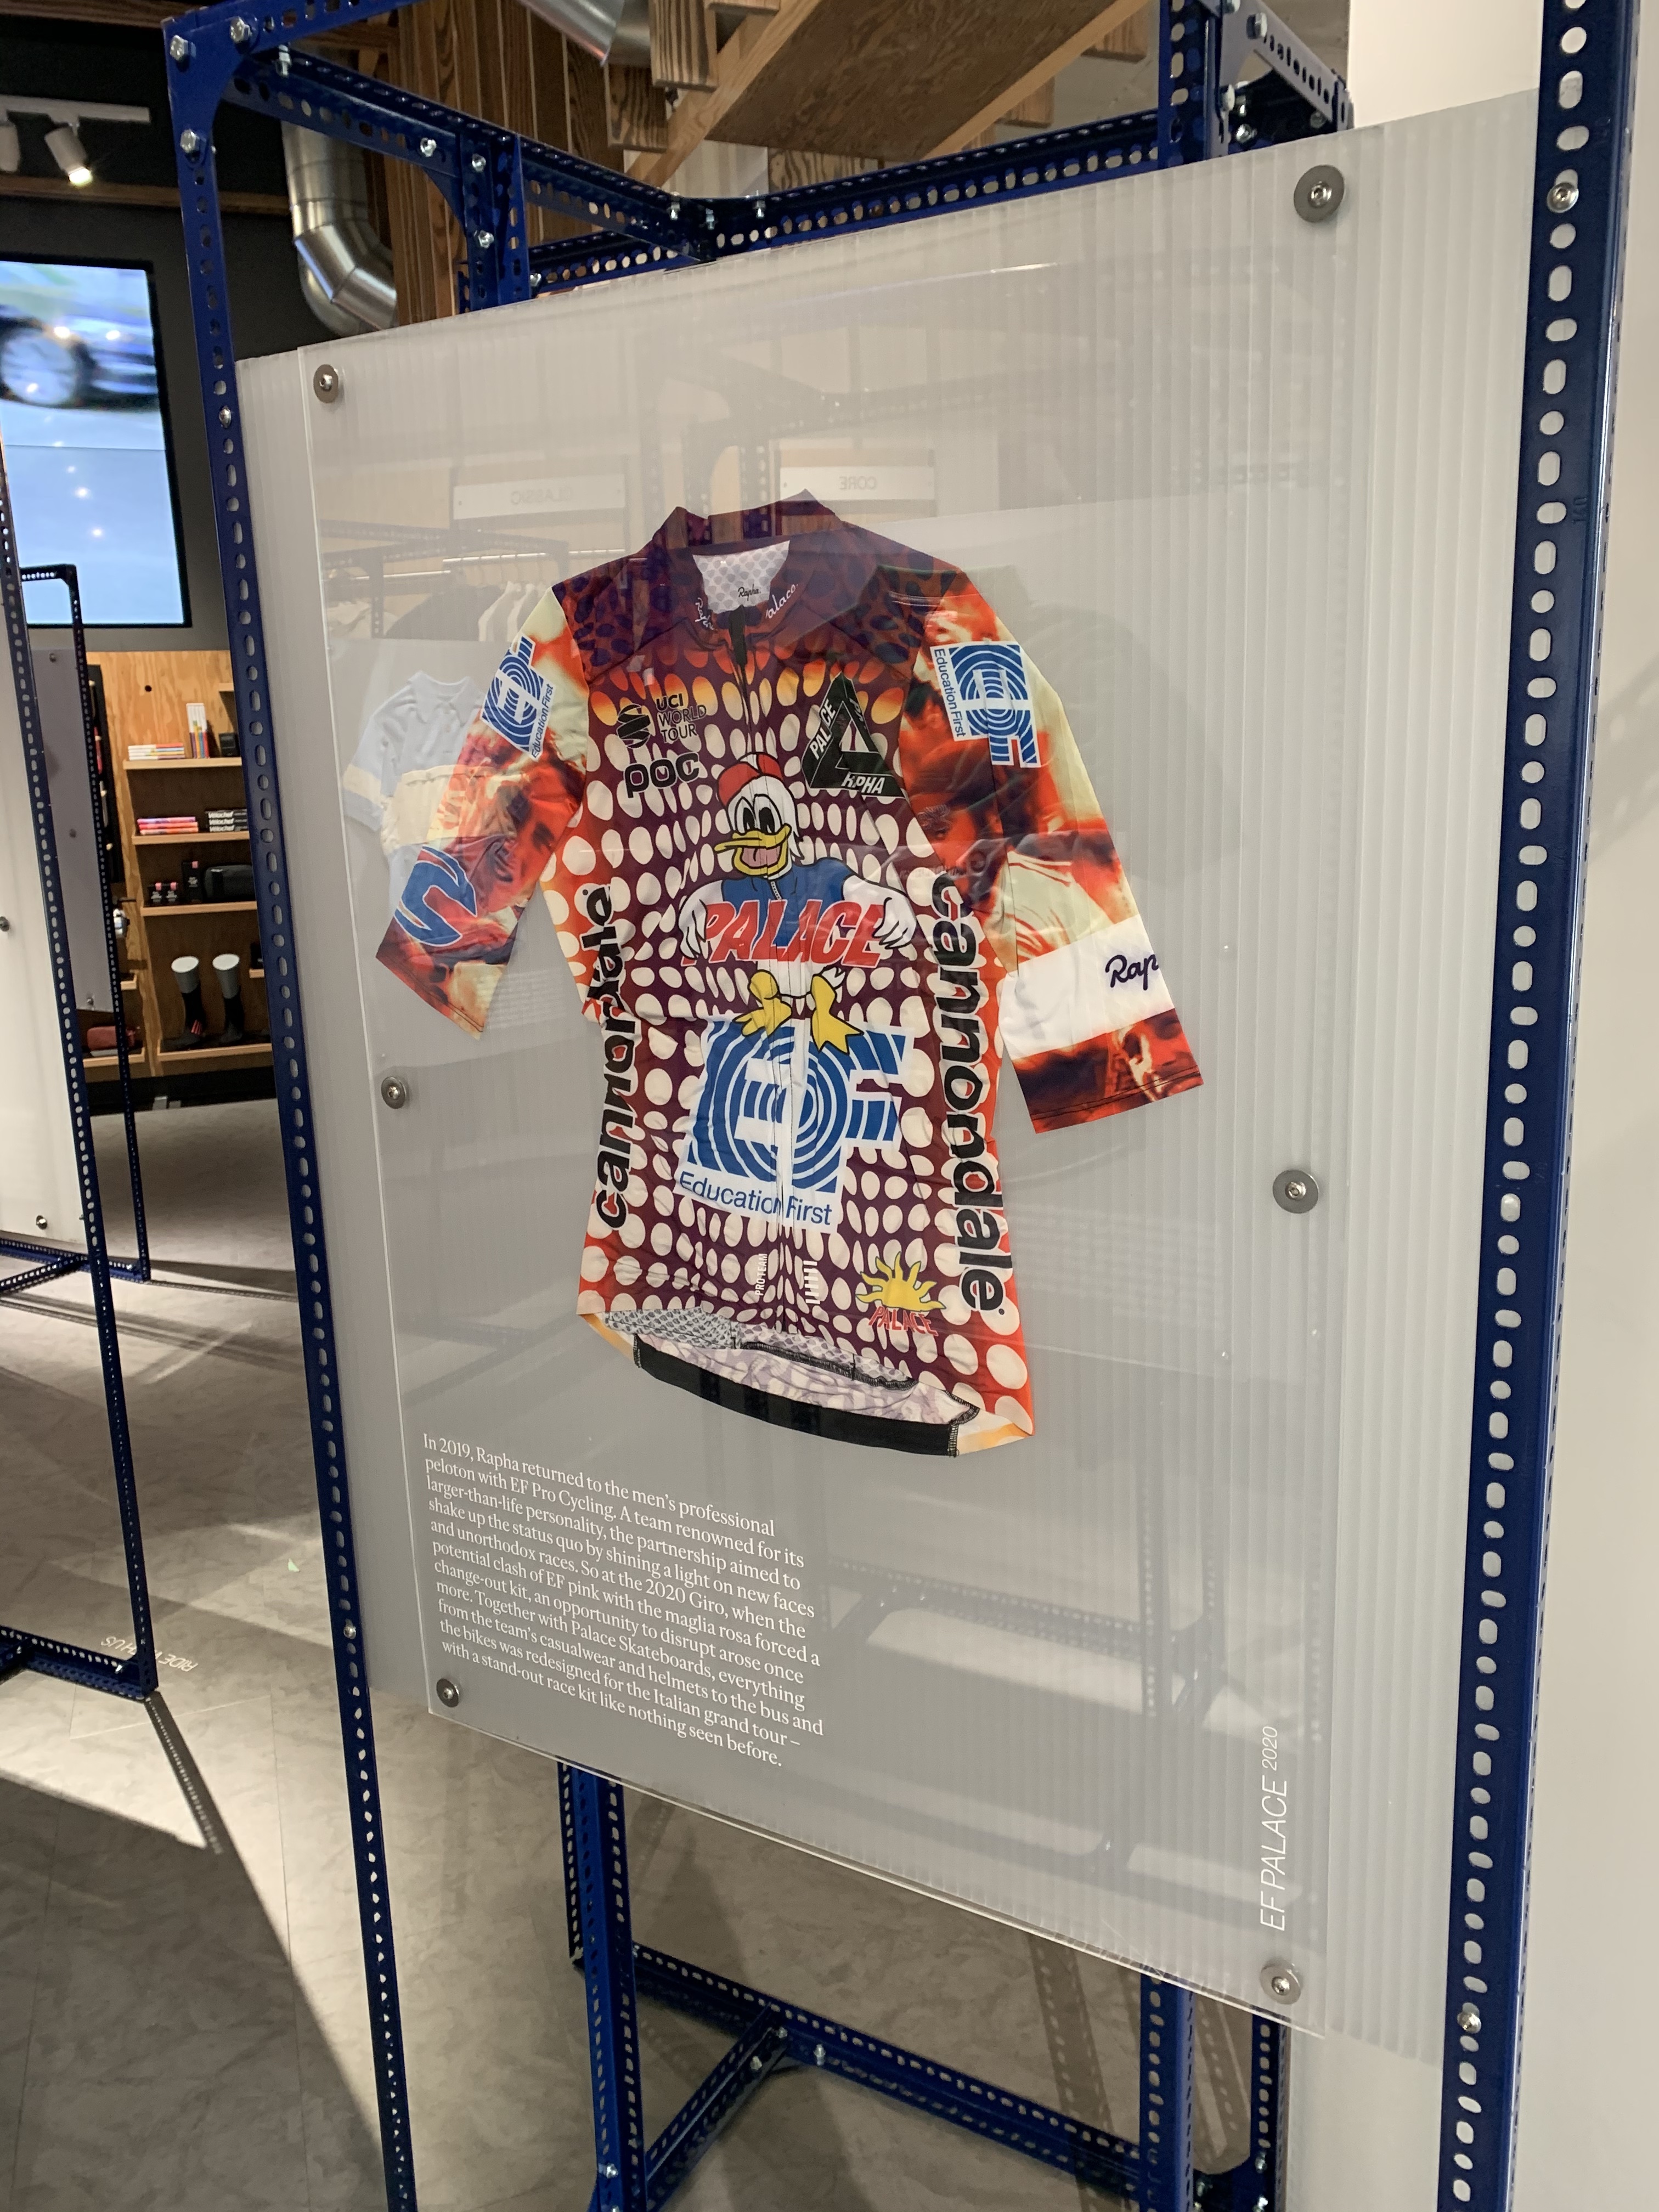 CLASSIC
CORE
Rapha
Rapha
Palace
Education First
Education First
UCI
WORLD
TOUR
POC
PALACE
RPHA
PALACE
cannondale
cannondale
Rap
EF
Education First
PRO TEAM
PALACE
In 2019, Rapha returned to the men's professional
peloton with EF Pro Cycling. A team renowned for its
larger-than-life personality, the partnership aimed to
shake up the status quo by shining a light on new faces
and unorthodox races. So at the 2020 Giro, when the
potential clash of EF pink with the maglia rosa forced a
change-out kit, an opportunity to disrupt arose once
more. Together with Palace Skateboards, everything
from the team's casualwear and helmets to the bus and
the bikes was redesigned for the Italian grand tour –
with a stand-out race kit like nothing seen before.
EF PALACE 2020